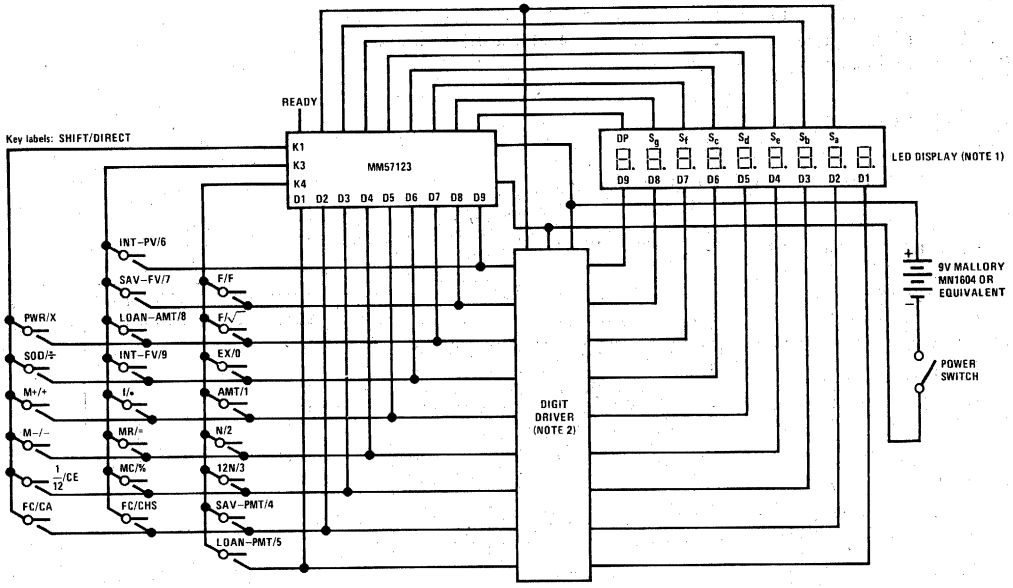 READY
Key labels: SHIFT/DIRECT
K1
K3
K4
MM57123
D1 D2 D3 D4 D5 D6 D7 D8 D9
DP Sg Sf Sc Sd Se Sb Sa
D9 D8 D7 D6 D5 D4 D3 D2 D1
LED DISPLAY (NOTE 1)
INT-PV/6
SAV-FV/7
F/F
PWR/X
LOAN-AMT/8
F/√
SOD/÷
INT-FV/9
EX/0
M+/+
I/•
AMT/1
M-/-
MR/=
N/2
1/12/CE
MC/%
12N/3
FC/CA
FC/CHS
SAV-PMT/4
LOAN-PMT/5
DIGIT
DRIVER
(NOTE 2)
+
9V MALLORY
MN1604 OR
EQUIVALENT
-
POWER
SWITCH